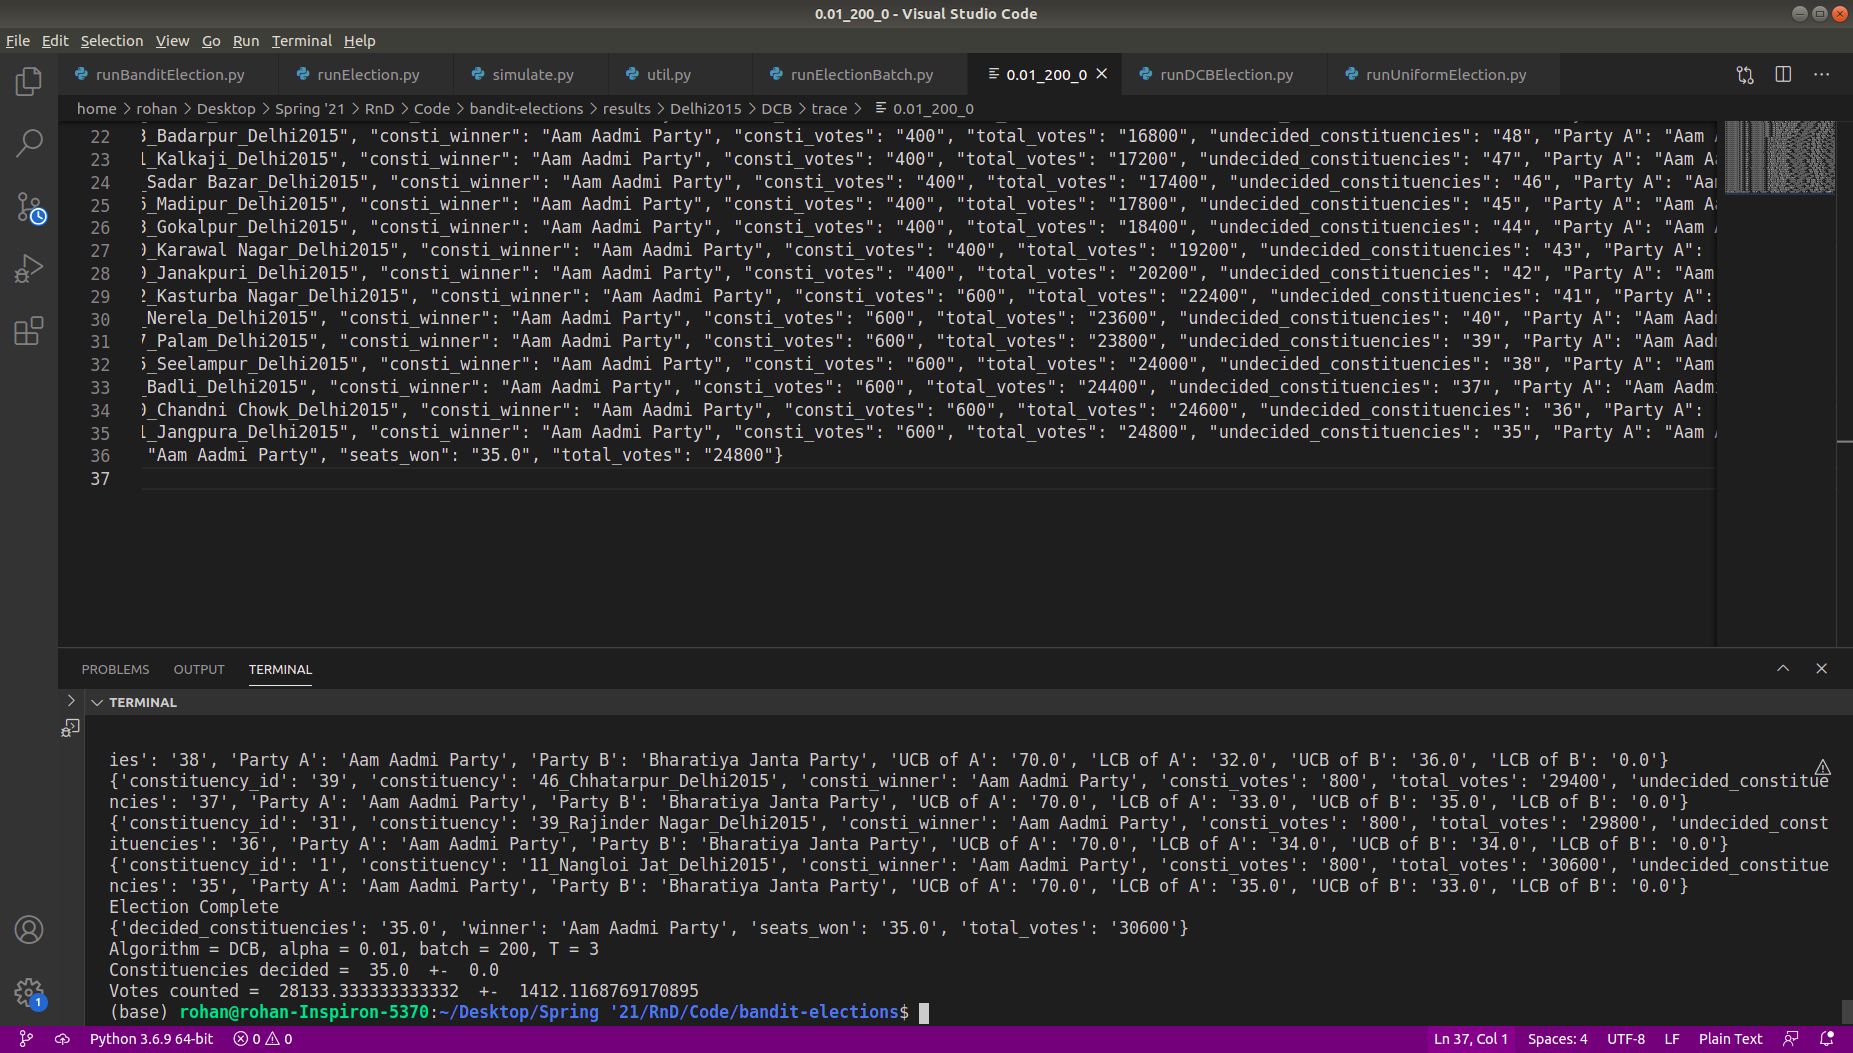 0.01_200_0 - Visual Studio Code
File Edit Selection View Go Run Terminal Help
runBanditElection.py runElection.py simulate.py util.py runElectionBatch.py 0.01_200_0 runDCBElection.py runUniformElection.py
home > rohan > Desktop > Spring '21 > RnD > Code > bandit-elections > results > Delhi2015 > DCB > trace > 0.01_200_0
22 3_Badarpur_Delhi2015", "consti_winner": "Aam Aadmi Party", "consti_votes": "400", "total_votes": "16800", "undecided_constituencies": "48", "Party A": "Aam
23 1_Kalkaji_Delhi2015", "consti_winner": "Aam Aadmi Party", "consti_votes": "400", "total_votes": "17200", "undecided_constituencies": "47", "Party A": "Aam A
24 _Sadar Bazar_Delhi2015", "consti_winner": "Aam Aadmi Party", "consti_votes": "400", "total_votes": "17400", "undecided_constituencies": "46", "Party A": "Aam
25 5_Madipur_Delhi2015", "consti_winner": "Aam Aadmi Party", "consti_votes": "400", "total_votes": "17800", "undecided_constituencies": "45", "Party A": "Aam A
26 3_Gokalpur_Delhi2015", "consti_winner": "Aam Aadmi Party", "consti_votes": "400", "total_votes": "18400", "undecided_constituencies": "44", "Party A": "Aam
27 0_Karawal Nagar_Delhi2015", "consti_winner": "Aam Aadmi Party", "consti_votes": "400", "total_votes": "19200", "undecided_constituencies": "43", "Party A":
28 0_Janakpuri_Delhi2015", "consti_winner": "Aam Aadmi Party", "consti_votes": "400", "total_votes": "20200", "undecided_constituencies": "42", "Party A": "Aam
29 2_Kasturba Nagar_Delhi2015", "consti_winner": "Aam Aadmi Party", "consti_votes": "600", "total_votes": "22400", "undecided_constituencies": "41", "Party A":
30 _Nerela_Delhi2015", "consti_winner": "Aam Aadmi Party", "consti_votes": "600", "total_votes": "23600", "undecided_constituencies": "40", "Party A": "Aam Aadm
31 7_Palam_Delhi2015", "consti_winner": "Aam Aadmi Party", "consti_votes": "600", "total_votes": "23800", "undecided_constituencies": "39", "Party A": "Aam Aadm
32 5_Seelampur_Delhi2015", "consti_winner": "Aam Aadmi Party", "consti_votes": "600", "total_votes": "24000", "undecided_constituencies": "38", "Party A": "Aam
33 _Badli_Delhi2015", "consti_winner": "Aam Aadmi Party", "consti_votes": "600", "total_votes": "24400", "undecided_constituencies": "37", "Party A": "Aam Aadmi
34 0_Chandni Chowk_Delhi2015", "consti_winner": "Aam Aadmi Party", "consti_votes": "600", "total_votes": "24600", "undecided_constituencies": "36", "Party A":
35 1_Jangpura_Delhi2015", "consti_winner": "Aam Aadmi Party", "consti_votes": "600", "total_votes": "24800", "undecided_constituencies": "35", "Party A": "Aam
36 "Aam Aadmi Party", "seats_won": "35.0", "total_votes": "24800"}
37
PROBLEMS OUTPUT TERMINAL
TERMINAL
ies': '38', 'Party A': 'Aam Aadmi Party', 'Party B': 'Bharatiya Janta Party', 'UCB of A': '70.0', 'LCB of A': '32.0', 'UCB of B': '36.0', 'LCB of B': '0.0'}
{'constituency_id': '39', 'constituency': '46_Chhatarpur_Delhi2015', 'consti_winner': 'Aam Aadmi Party', 'consti_votes': '800', 'total_votes': '29400', 'undecided_constitue
ncies': '37', 'Party A': 'Aam Aadmi Party', 'Party B': 'Bharatiya Janta Party', 'UCB of A': '70.0', 'LCB of A': '33.0', 'UCB of B': '35.0', 'LCB of B': '0.0'}
{'constituency_id': '31', 'constituency': '39_Rajinder Nagar_Delhi2015', 'consti_winner': 'Aam Aadmi Party', 'consti_votes': '800', 'total_votes': '29800', 'undecided_const
ituencies': '36', 'Party A': 'Aam Aadmi Party', 'Party B': 'Bharatiya Janta Party', 'UCB of A': '70.0', 'LCB of A': '34.0', 'UCB of B': '34.0', 'LCB of B': '0.0'}
{'constituency_id': '1', 'constituency': '11_Nangloi Jat_Delhi2015', 'consti_winner': 'Aam Aadmi Party', 'consti_votes': '800', 'total_votes': '30600', 'undecided_constitue
ncies': '35', 'Party A': 'Aam Aadmi Party', 'Party B': 'Bharatiya Janta Party', 'UCB of A': '70.0', 'LCB of A': '35.0', 'UCB of B': '33.0', 'LCB of B': '0.0'}
Election Complete
{'decided_constituencies': '35.0', 'winner': 'Aam Aadmi Party', 'seats_won': '35.0', 'total_votes': '30600'}
Algorithm = DCB, alpha = 0.01, batch = 200, T = 3
Constituencies decided =  35.0  +-  0.0
Votes counted =  28133.333333333332  +-  1412.1168769170895
(base) rohan@rohan-Inspiron-5370:~/Desktop/Spring '21/RnD/Code/bandit-elections$
1
Python 3.6.9 64-bit 0 0 Ln 37, Col 1 Spaces: 4 UTF-8 LF Plain Text